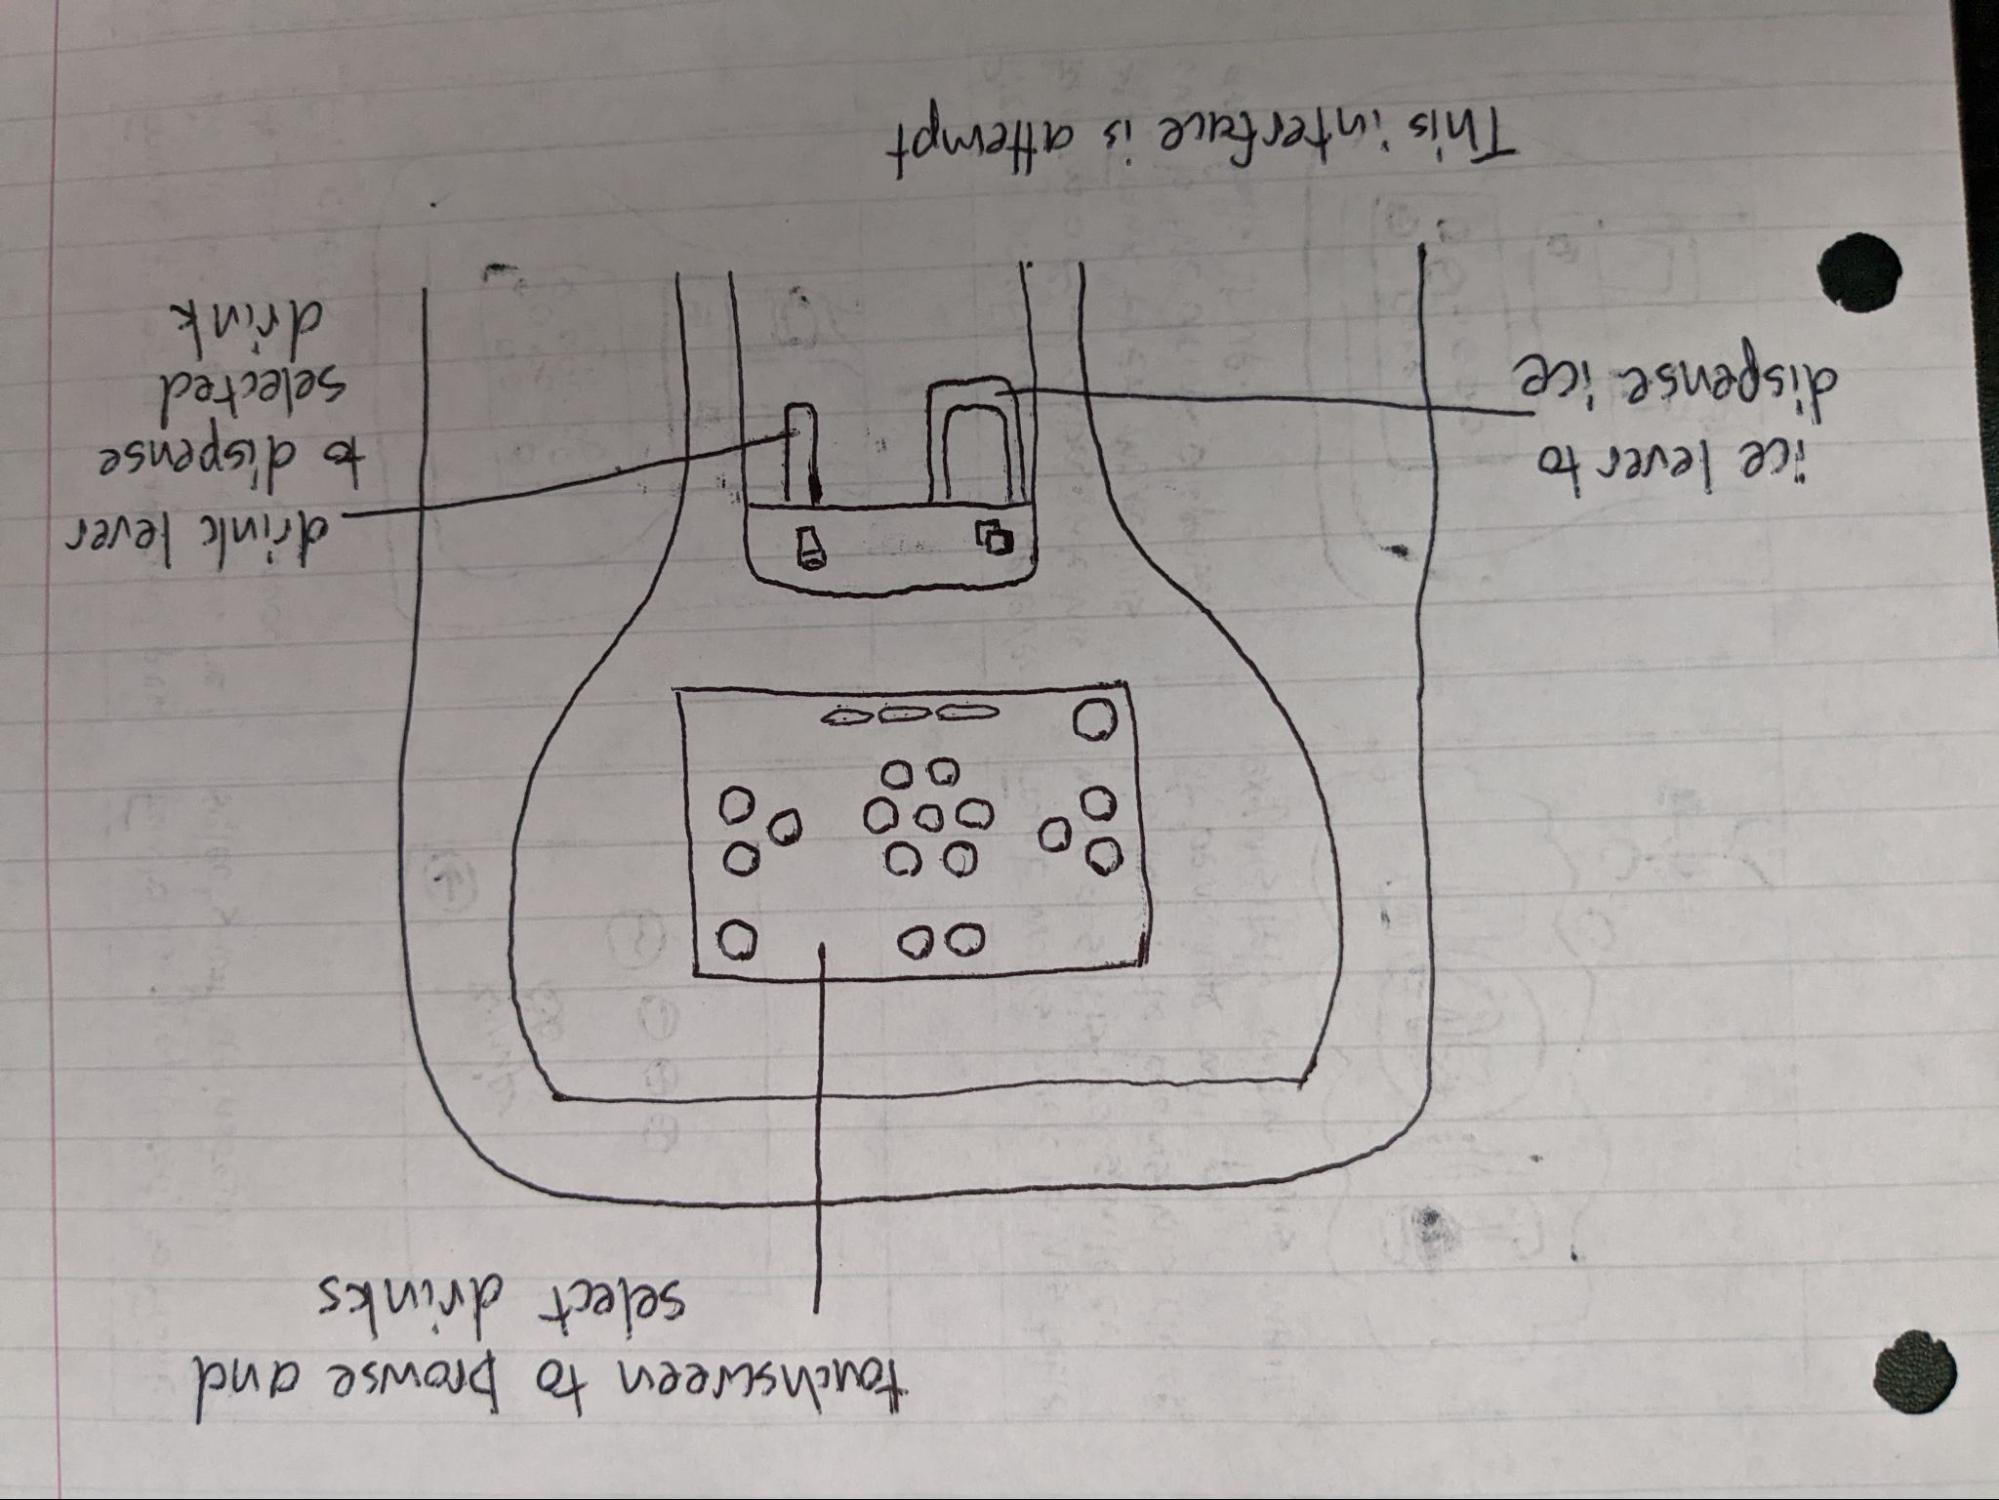 touchscreen to browse and
select drinks
ice lever to
dispense ice
drink lever
to dispense
selected
drink
This interface is attempt